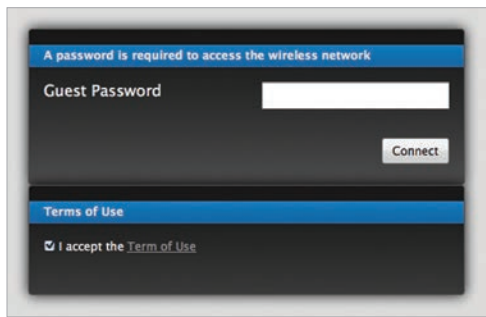 A password is required to access the wireless network
Guest Password
Connect
Terms of Use
I accept the Term of Use